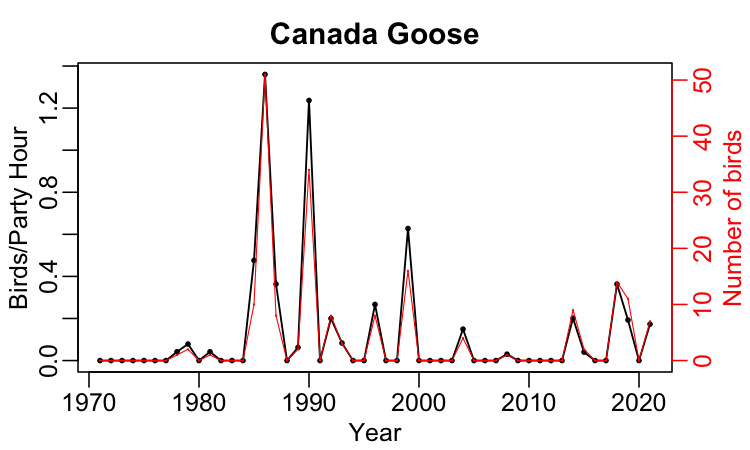 Canada Goose
Birds/Party Hour
0.0 0.4 0.8 1.2
0 10 20 30 40 50
Number of birds
1970 1980 1990 2000 2010 2020
Year